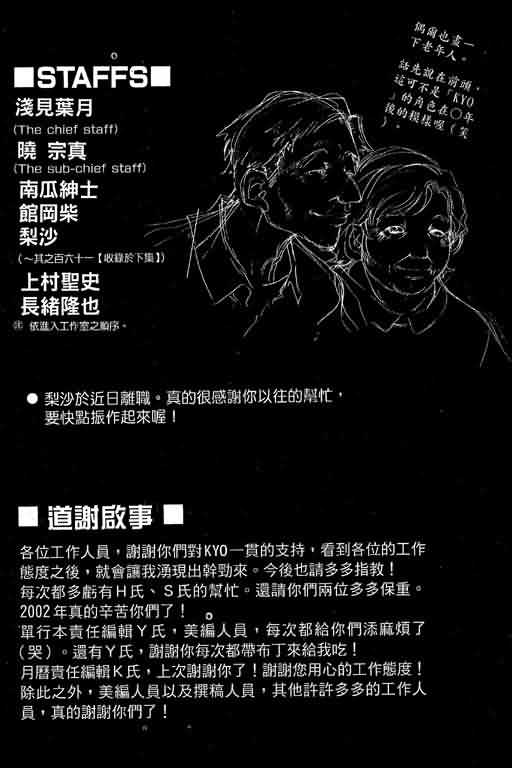 偶爾也畫一
下老年人。
話先說在前頭，
這可不是「KYO
」的角色在○年
後的模樣喔（笑
）。
■STAFFS■
淺見葉月
(The chief staff)
曉 宗真
(The sub-chief staff)
南瓜紳士
館岡柴
梨沙
(～其之百六十一【收錄於下集】)
上村聖史
長緒隆也
㊟ 依進入工作室之順序。
● 梨沙於近日離職。真的很感謝你以往的幫忙，
要快點振作起來喔！
■ 道謝啟事 ■
各位工作人員，謝謝你們對KYO一貫的支持，看到各位的工作
態度之後，就會讓我湧現出幹勁來。今後也請多多指教！
每次都多虧有H氏、S氏的幫忙。還請你們兩位多多保重。
2002年真的辛苦你們了！
單行本責任編輯Y氏，美編人員，每次都給你們添麻煩了
(哭)。還有Y氏，謝謝你每次都帶布丁來給我吃！
月曆責任編輯K氏，上次謝謝你了！謝謝您用心的工作態度！
除此之外，美編人員以及撰稿人員，其他許許多多的工作人
員，真的謝謝你們了！